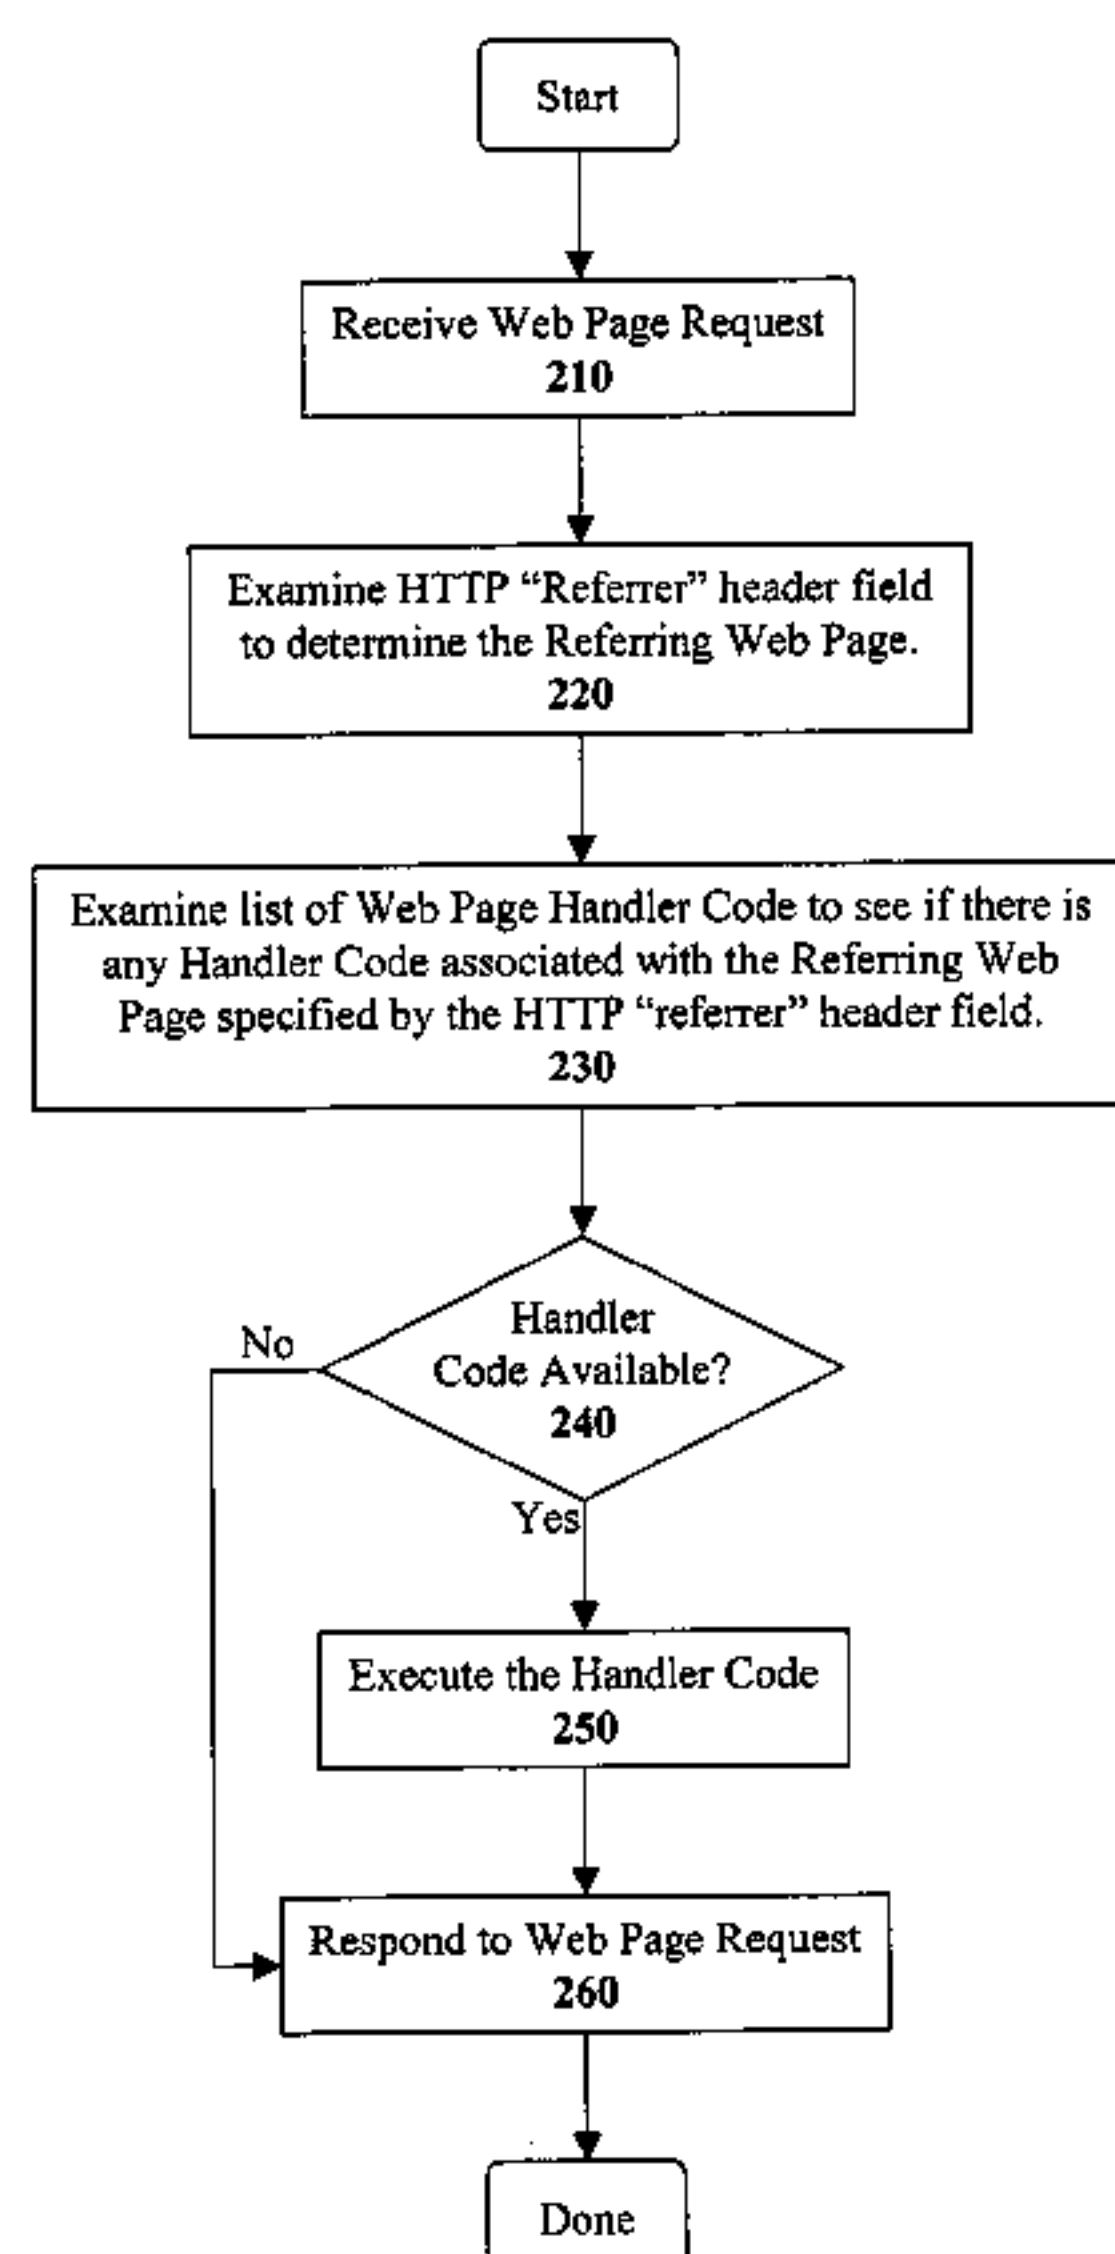 Start
Receive Web Page Request
210
Examine HTTP “Referrer” header field
to determine the Referring Web Page.
220
Examine list of Web Page Handler Code to see if there is
any Handler Code associated with the Referring Web
Page specified by the HTTP “referrer” header field.
230
Handler
Code Available?
240
No
Yes
Execute the Handler Code
250
Respond to Web Page Request
260
Done